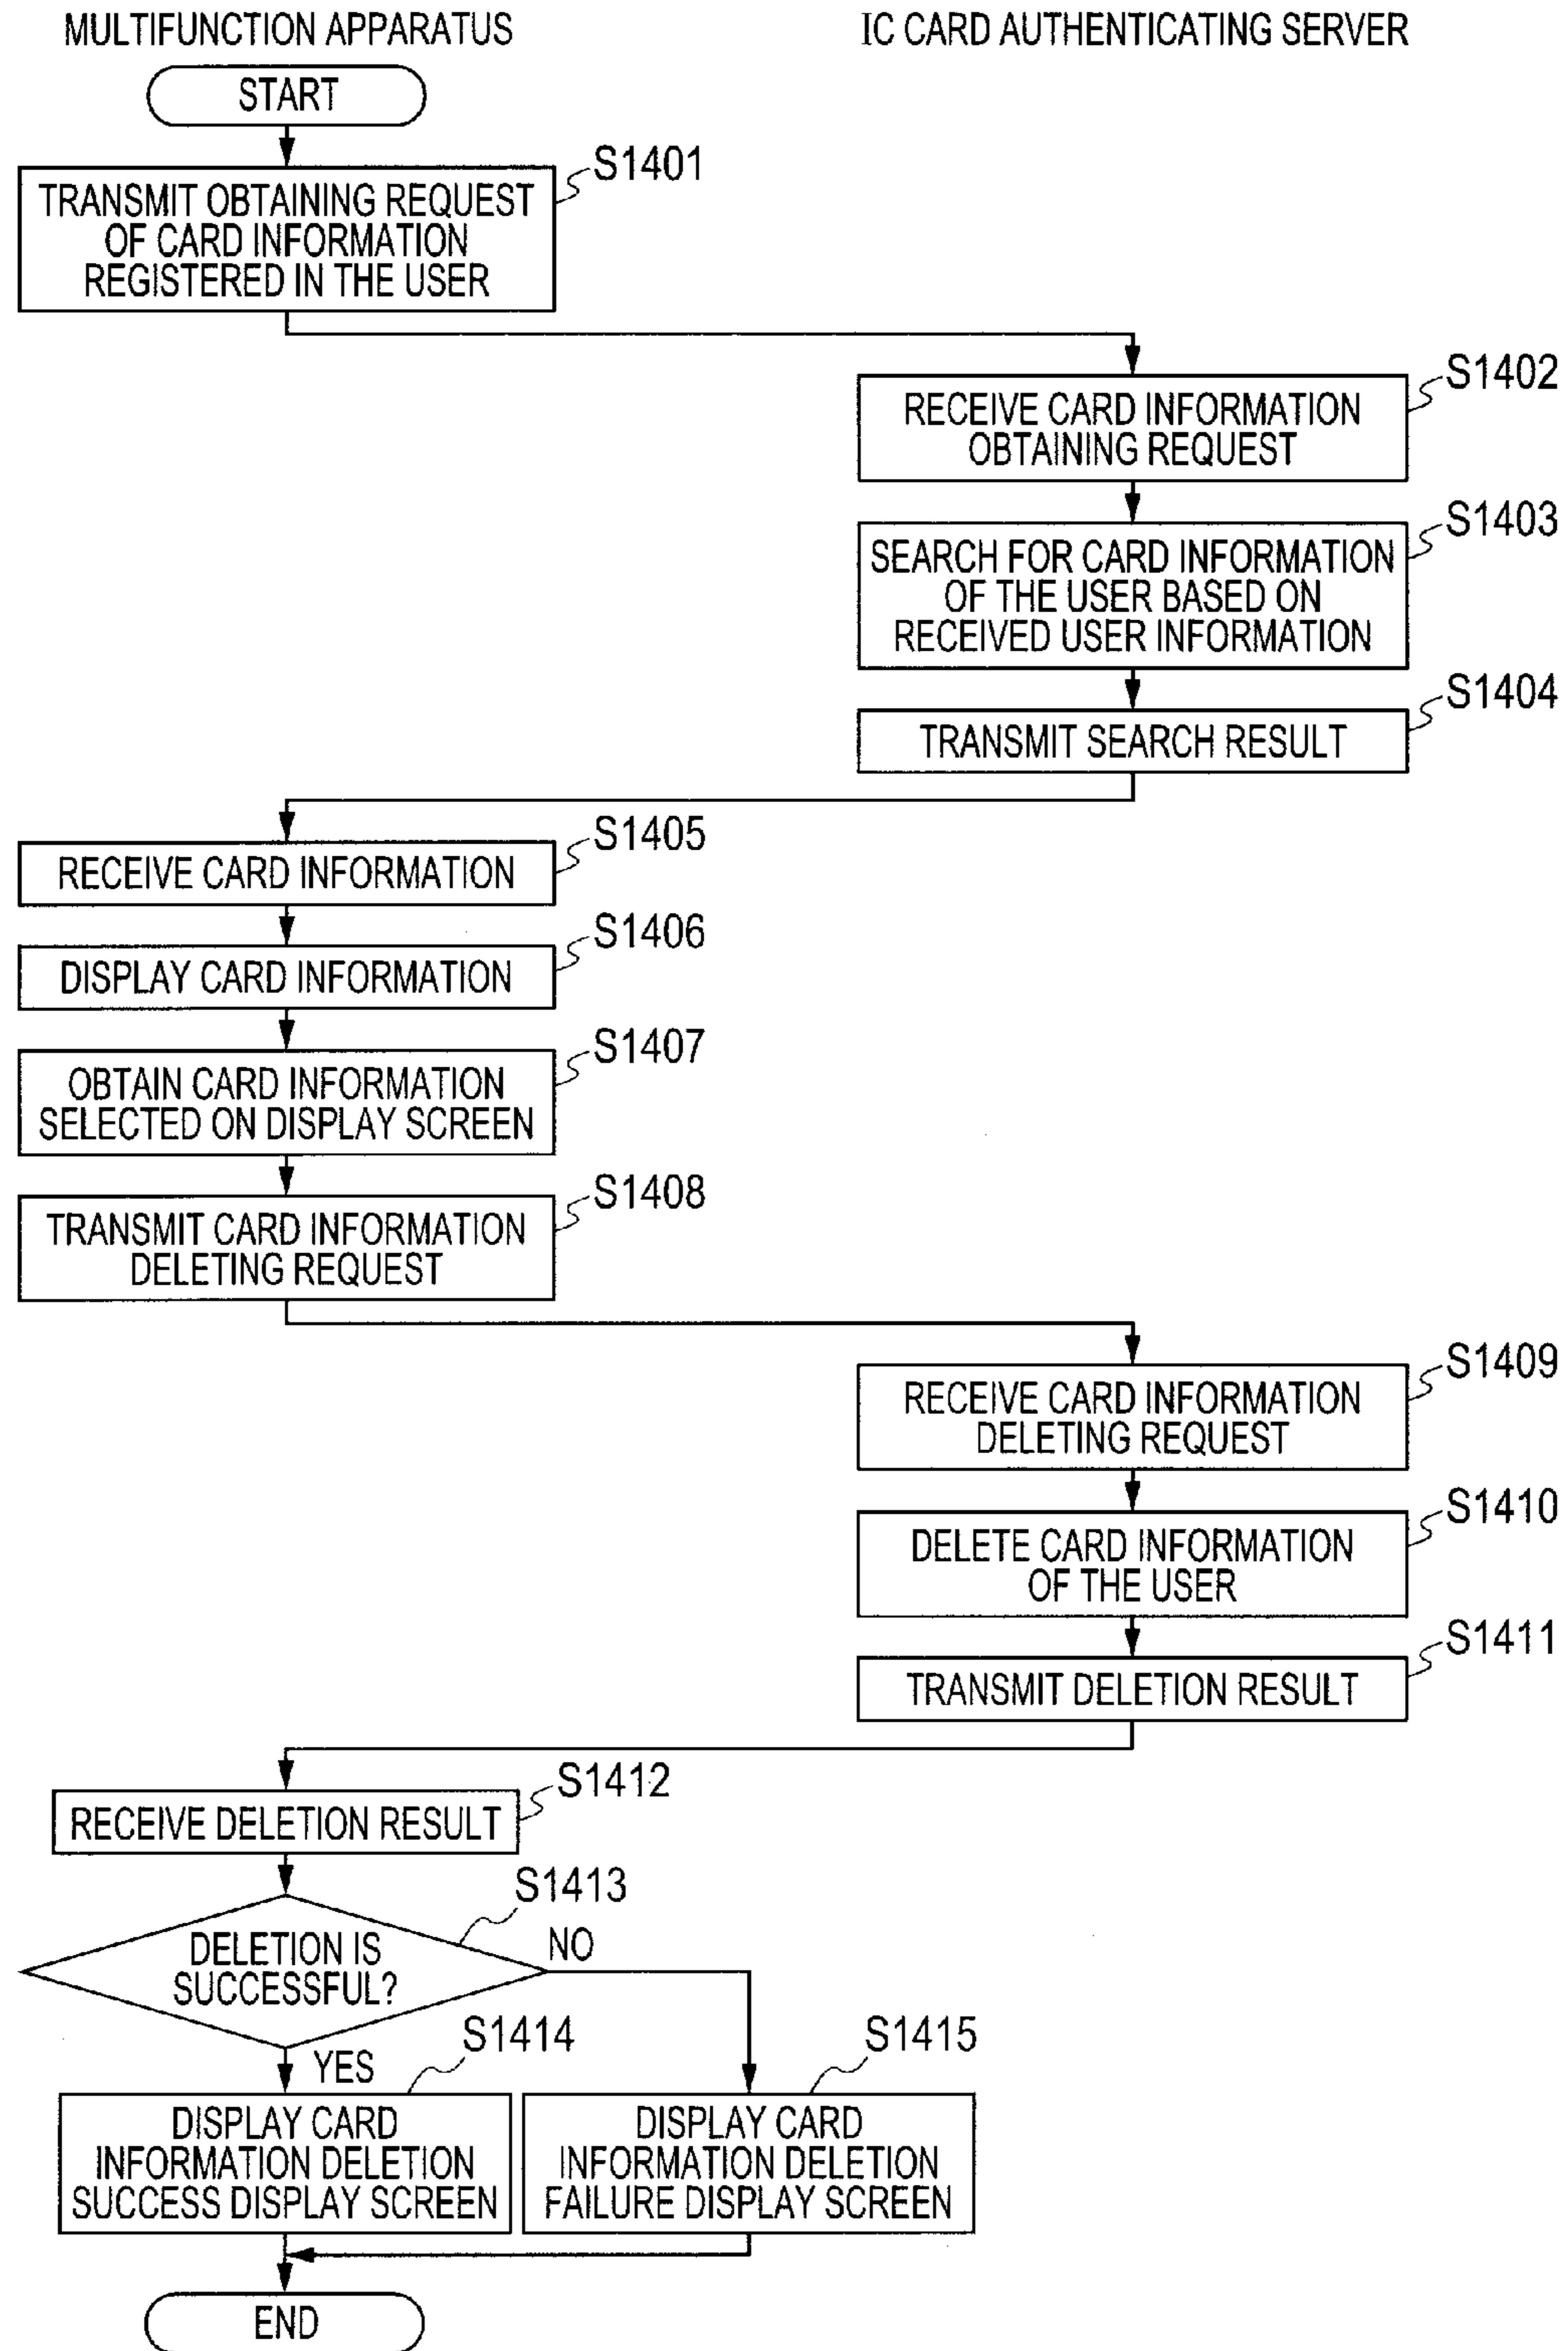 MULTIFUNCTION APPARATUS
IC CARD AUTHENTICATING SERVER
START
S1401
TRANSMIT OBTAINING REQUEST
OF CARD INFORMATION
REGISTERED IN THE USER
S1402
RECEIVE CARD INFORMATION
OBTAINING REQUEST
S1403
SEARCH FOR CARD INFORMATION
OF THE USER BASED ON
RECEIVED USER INFORMATION
S1404
TRANSMIT SEARCH RESULT
S1405
RECEIVE CARD INFORMATION
S1406
DISPLAY CARD INFORMATION
S1407
OBTAIN CARD INFORMATION
SELECTED ON DISPLAY SCREEN
S1408
TRANSMIT CARD INFORMATION
DELETING REQUEST
S1409
RECEIVE CARD INFORMATION
DELETING REQUEST
S1410
DELETE CARD INFORMATION
OF THE USER
S1411
TRANSMIT DELETION RESULT
S1412
RECEIVE DELETION RESULT
S1413
DELETION IS
SUCCESSFUL?
NO
YES
S1414
DISPLAY CARD
INFORMATION DELETION
SUCCESS DISPLAY SCREEN
S1415
DISPLAY CARD
INFORMATION DELETION
FAILURE DISPLAY SCREEN
END